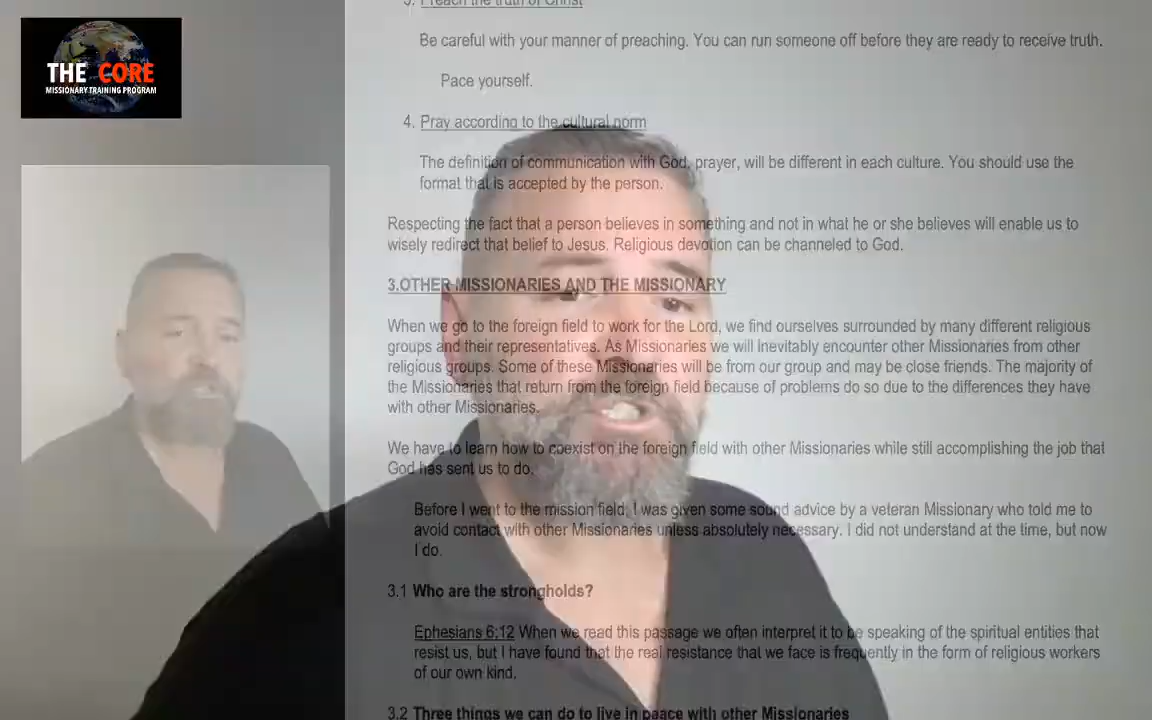 THE CORE
MISSIONARY TRAINING PROGRAM
3. Preach the truth of Christ
Be careful with your manner of preaching. You can run someone off before they are ready to receive truth.
Pace yourself.
4. Pray according to the cultural norm
The definition of communication with God, prayer, will be different in each culture. You should use the
format that is accepted by the person.
Respecting the fact that a person believes in something and not in what he or she believes will enable us to
wisely redirect that belief to Jesus. Religious devotion can be channeled to God.
3.OTHER MISSIONARIES AND THE MISSIONARY
When we go to the foreign field to work for the Lord, we find ourselves surrounded by many different religious
groups and their representatives. As Missionaries we will Inevitably encounter other Missionaries from other
religious groups. Some of these Missionaries will be from our group and may be close friends. The majority of
the Missionaries that return from the foreign field because of problems do so due to the differences they have
with other Missionaries.
We have to learn how to coexist on the foreign field with other Missionaries while still accomplishing the job that
God has sent us to do.
Before I went to the mission field, I was given some sound advice by a veteran Missionary who told me to
avoid contact with other Missionaries unless absolutely necessary. I did not understand at the time, but now
I do.
3.1 Who are the strongholds?
Ephesians 6:12 When we read this passage we often interpret it to be speaking of the spiritual entities that
resist us, but I have found that the real resistance that we face is frequently in the form of religious workers
of our own kind.
3.2 Three things we can do to live in peace with other Missionaries